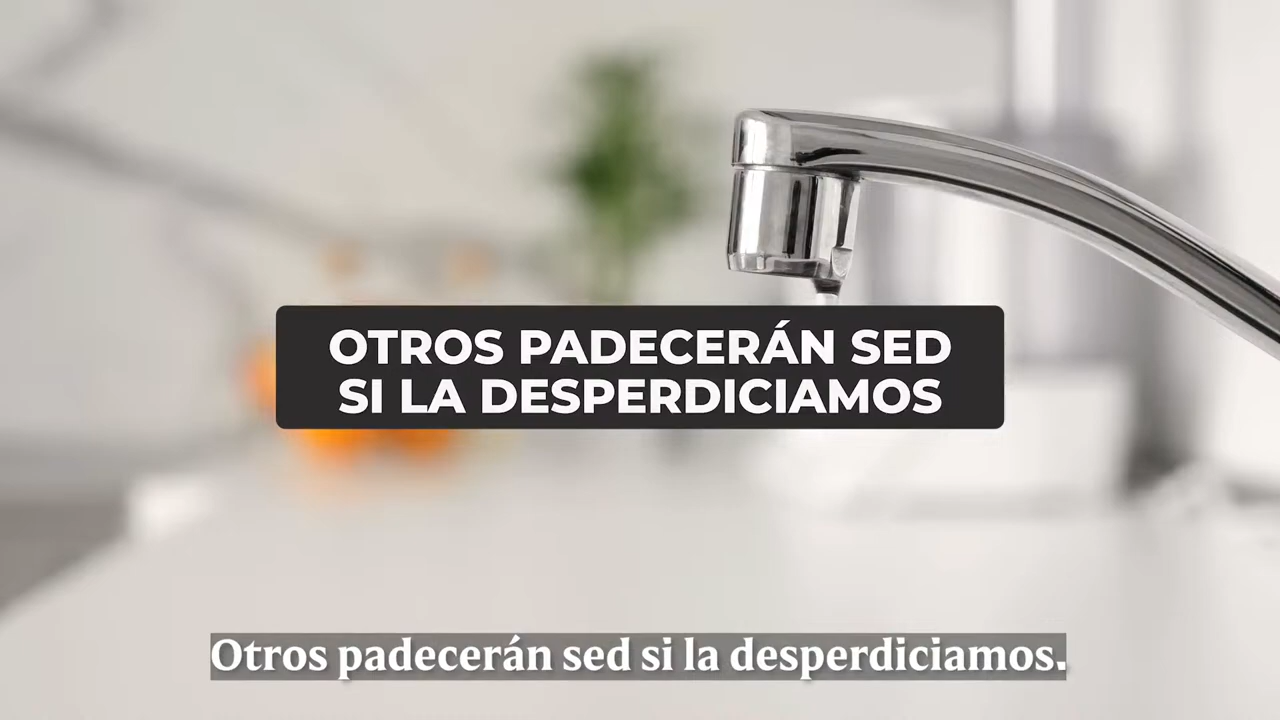 OTROS PADECERÁN SED
SI LA DESPERDICIAMOS
Otros padecerán sed si la desperdiciamos.